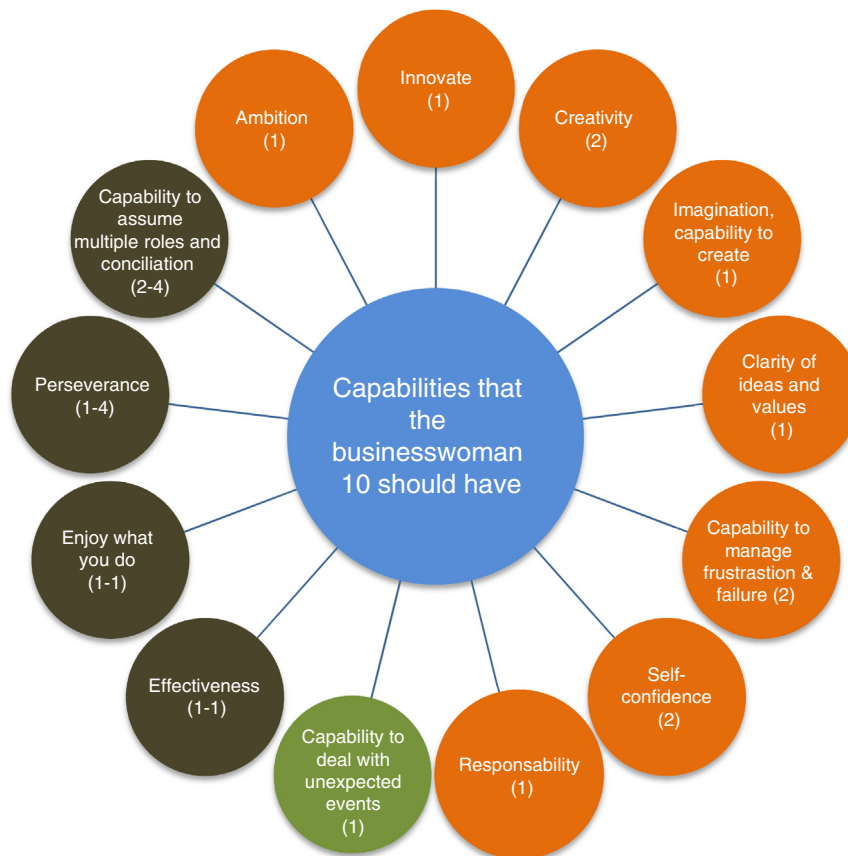 Innovate
(1)
Creativity
(2)
Imagination,
capability to
create
(1)
Clarity of
ideas and
values
(1)
Capability to
manage
frustrastion &
failure (2)
Self-
confidence
(2)
Responsability
(1)
Capability to
deal with
unexpected
events
(1)
Effectiveness
(1-1)
Enjoy what
you do
(1-1)
Perseverance
(1-4)
Capability to
assume
multiple roles and
conciliation
(2-4)
Ambition
(1)
Capabilities that
the
businesswoman
10 should have